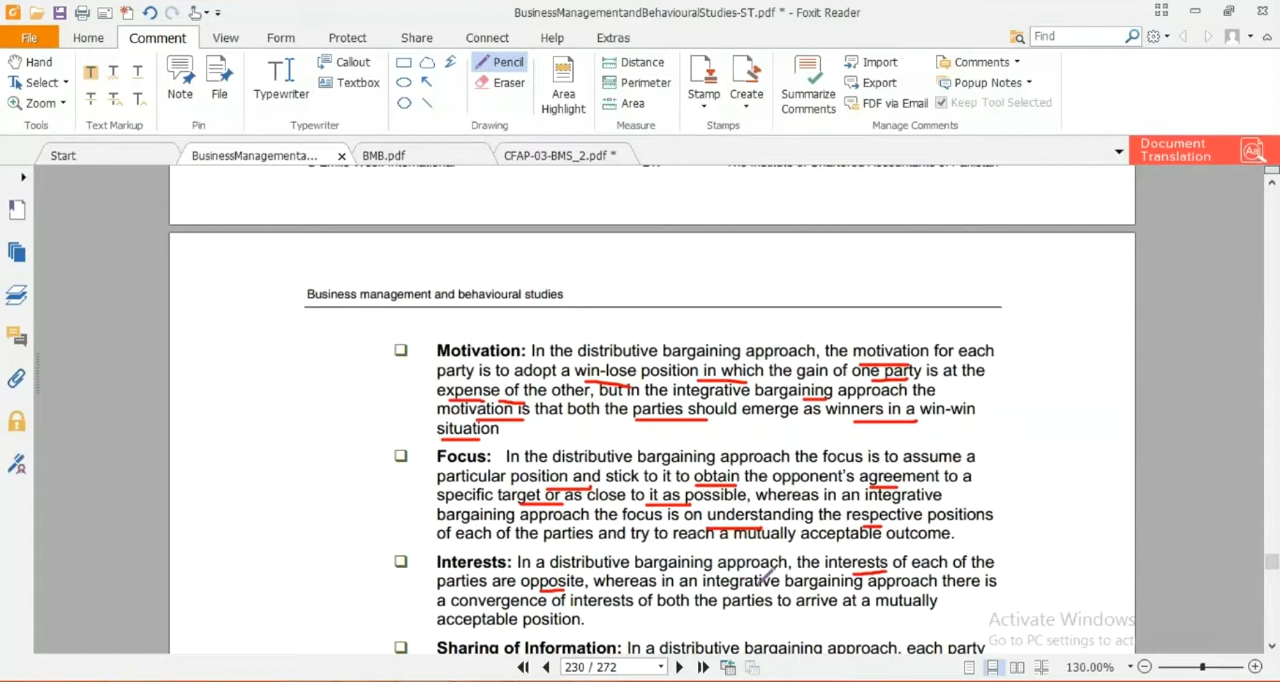 BusinessManagementandBehaviouralStudies-ST.pdf * - Foxit Reader
File Home Comment View Form Protect Share Connect Help Extras Find
Hand
Select
Zoom
Tools
T T T
T T T
Text Markup
Note File
Pin
Typewriter
Callout
Textbox
Typewriter
Pencil
Eraser
Drawing
Area
Highlight
Distance
Perimeter
Area
Measure
Stamp Create
Stamps
Summarize
Comments
Import
Export
FDF via Email
Comments
Popup Notes
Keep Tool Selected
Manage Comments
Start BusinessManagementa... x BMB.pdf CFAP-03-BMS_2.pdf *
Document
Translation
Business management and behavioural studies
Motivation: In the distributive bargaining approach, the motivation for each
party is to adopt a win-lose position in which the gain of one party is at the
expense of the other, but in the integrative bargaining approach the
motivation is that both the parties should emerge as winners in a win-win
situation
Focus: In the distributive bargaining approach the focus is to assume a
particular position and stick to it to obtain the opponent's agreement to a
specific target or as close to it as possible, whereas in an integrative
bargaining approach the focus is on understanding the respective positions
of each of the parties and try to reach a mutually acceptable outcome.
Interests: In a distributive bargaining approach, the interests of each of the
parties are opposite, whereas in an integrative bargaining approach there is
a convergence of interests of both the parties to arrive at a mutually
acceptable position.
Sharing of Information: In a distributive bargaining approach, each party
Activate Windows
Go to PC settings to act
230 / 272
130.00%